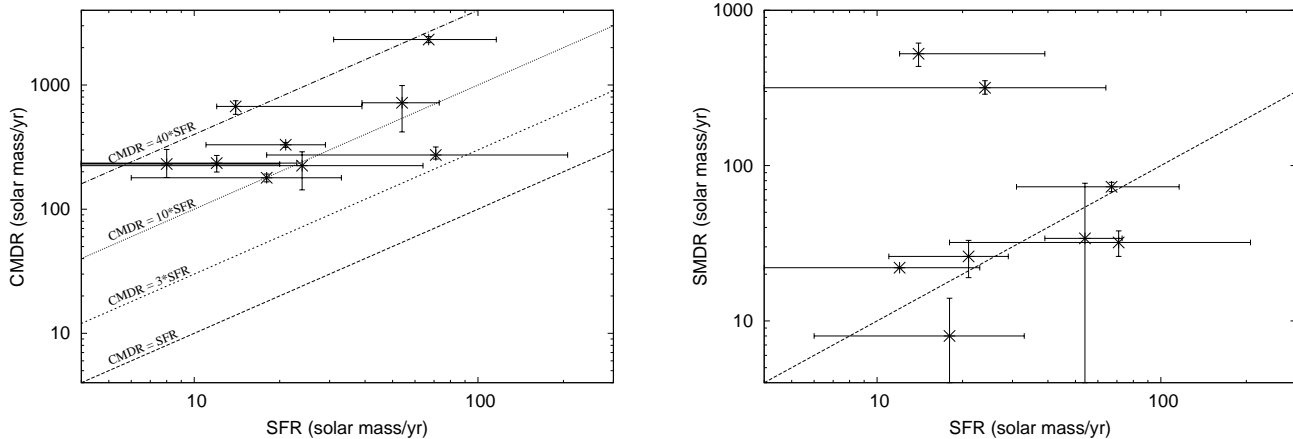 1000
100
10
CMDR (solar mass/yr)
CMDR = 40*SFR
CMDR = 10*SFR
CMDR = 3*SFR
CMDR = SFR
10
100
SFR (solar mass/yr)
1000
100
10
SMDR (solar mass/yr)
10
100
SFR (solar mass/yr)